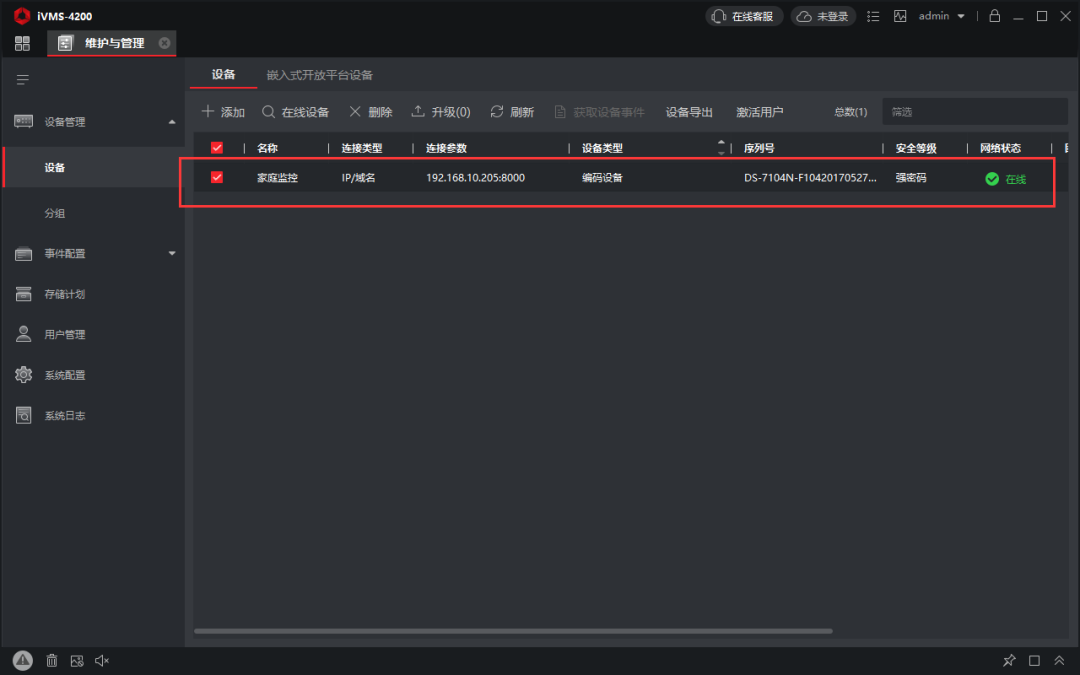 iVMS-4200
在线客服
未登录
admin
维护与管理
设备管理
设备
分组
事件配置
存储计划
用户管理
系统配置
系统日志
设备 嵌入式开放平台设备
添加 在线设备 删除 升级(0) 刷新 获取设备事件 设备导出 激活用户 总数(1) 筛选
名称 连接类型 连接参数 设备类型 序列号 安全等级 网络状态
家庭监控 IP/域名 192.168.10.205:8000 编码设备 DS-7104N-F10420170527... 强密码 在线